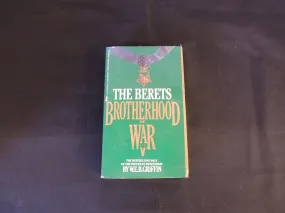 THE BERETS
BROTHERHOOD
OF
WAR
V
BY W.E.B. GRIFFIN